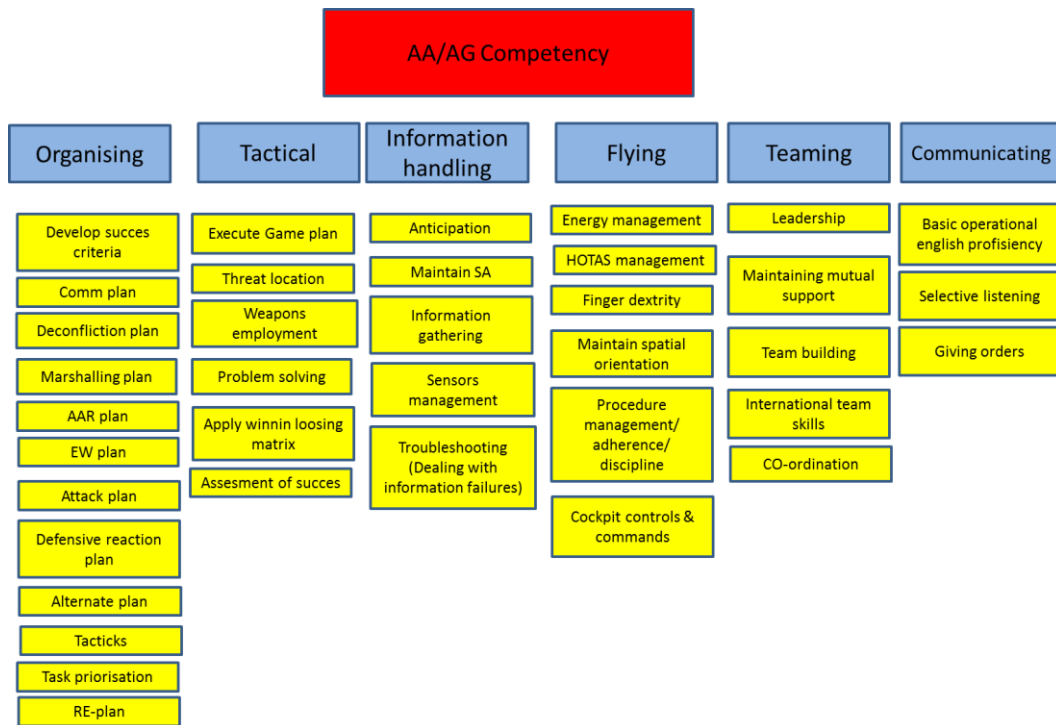 AA/AG Competency
Organising
Tactical
Information
handling
Flying
Teaming
Communicating
Develop succes
criteria
Comm plan
Deconfliction plan
Marshalling plan
AAR plan
EW plan
Attack plan
Defensive reaction
plan
Alternate plan
Tacticks
Task priorisation
RE-plan
Execute Game plan
Threat location
Weapons
employment
Problem solving
Apply winnin loosing
matrix
Assesment of succes
Anticipation
Maintain SA
Information
gathering
Sensors
management
Troubleshooting
(Dealing with
information failures)
Energy management
HOTAS management
Finger dextrity
Maintain spatial
orientation
Procedure
management/
adherence/
discipline
Cockpit controls &
commands
Leadership
Maintaining mutual
support
Team building
International team
skills
CO-ordination
Basic operational
english profisiency
Selective listening
Giving orders